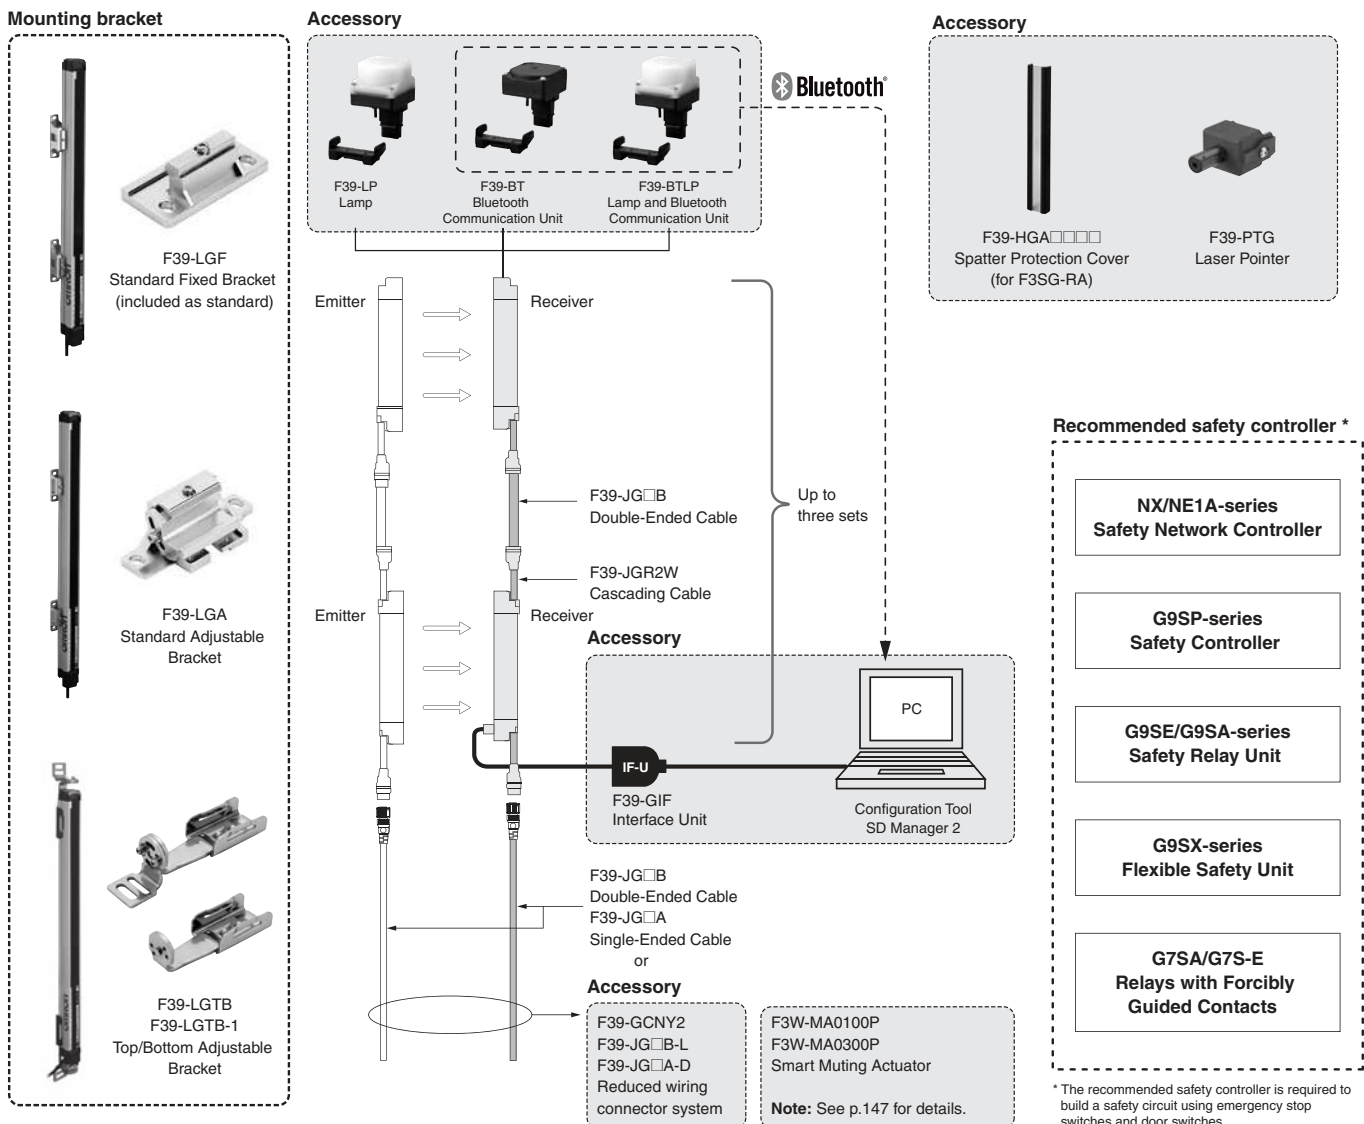 Mounting bracket
F39-LGF
Standard Fixed Bracket
(included as standard)
F39-LGA
Standard Adjustable
Bracket
F39-LGTB
F39-LGTB-1
Top/Bottom Adjustable
Bracket
Accessory
F39-LP
Lamp
F39-BT
Bluetooth
Communication Unit
F39-BTLP
Lamp and Bluetooth
Communication Unit
Bluetooth®
Emitter
Receiver
F39-JG□B
Double-Ended Cable
F39-JGR2W
Cascading Cable
Up to
three sets
Emitter
Receiver
Accessory
IF-U
F39-GIF
Interface Unit
PC
Configuration Tool
SD Manager 2
F39-JG□B
Double-Ended Cable
F39-JG□A
Single-Ended Cable
or
Accessory
F39-GCNY2
F39-JG□B-L
F39-JG□A-D
Reduced wiring
connector system
F3W-MA0100P
F3W-MA0300P
Smart Muting Actuator
Note: See p.147 for details.
Accessory
F39-HGA□□□□
Spatter Protection Cover
(for F3SG-RA)
F39-PTG
Laser Pointer
Recommended safety controller *
NX/NE1A-series
Safety Network Controller
G9SP-series
Safety Controller
G9SE/G9SA-series
Safety Relay Unit
G9SX-series
Flexible Safety Unit
G7SA/G7S-E
Relays with Forcibly
Guided Contacts
* The recommended safety controller is required to
build a safety circuit using emergency stop
switches and door switches.